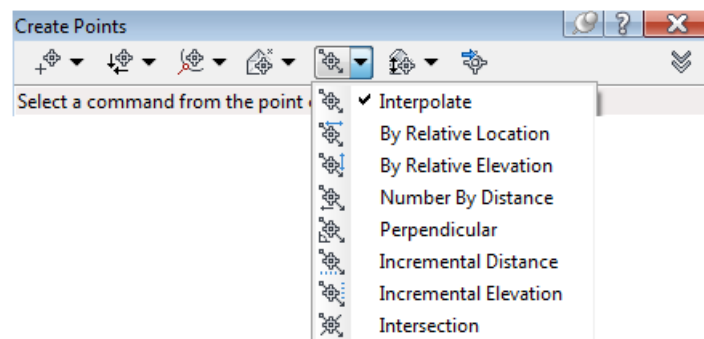 Create Points
Select a command from the point
Interpolate
By Relative Location
By Relative Elevation
Number By Distance
Perpendicular
Incremental Distance
Incremental Elevation
Intersection